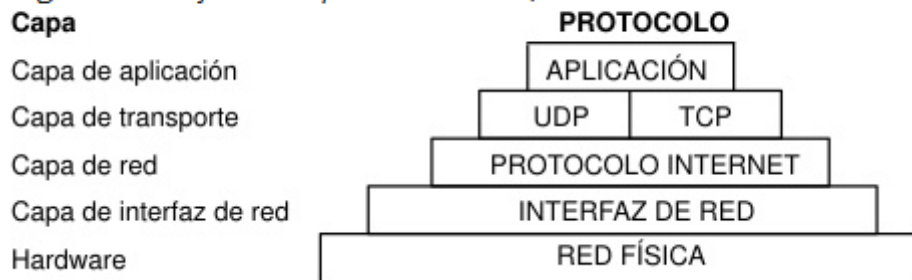 Capa PROTOCOLO
Capa de aplicación APLICACIÓN
Capa de transporte UDP TCP
Capa de red PROTOCOLO INTERNET
Capa de interfaz de red INTERFAZ DE RED
Hardware RED FÍSICA